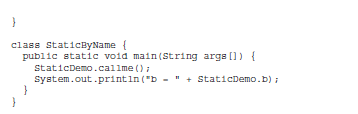 }
class StaticByName {
public static void main(String args[]) {
StaticDemo.callme();
System.out.println("b = " + StaticDemo.b);
}
}